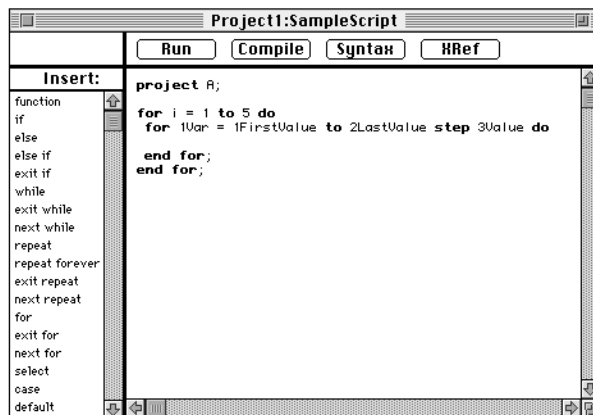 Project1:SampleScript
Run Compile Syntax XRef
Insert:
function
if
else
else if
exit if
while
exit while
next while
repeat
repeat forever
exit repeat
next repeat
for
exit for
next for
select
case
default
project A;
for i = 1 to 5 do
for 1Var = 1FirstValue to 2LastValue step 3Value do
end for;
end for;